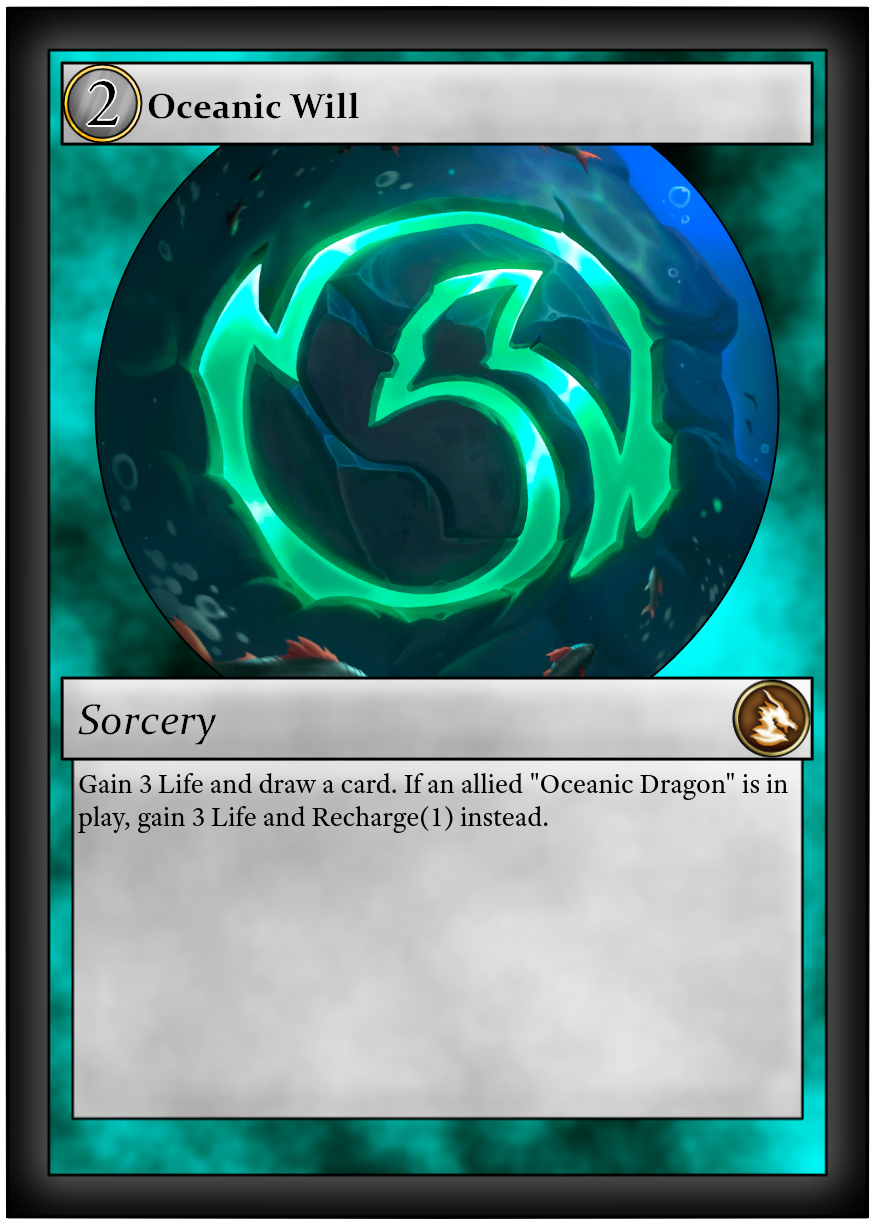 2 Oceanic Will
Sorcery
Gain 3 Life and draw a card. If an allied "Oceanic Dragon" is in
play, gain 3 Life and Recharge(1) instead.